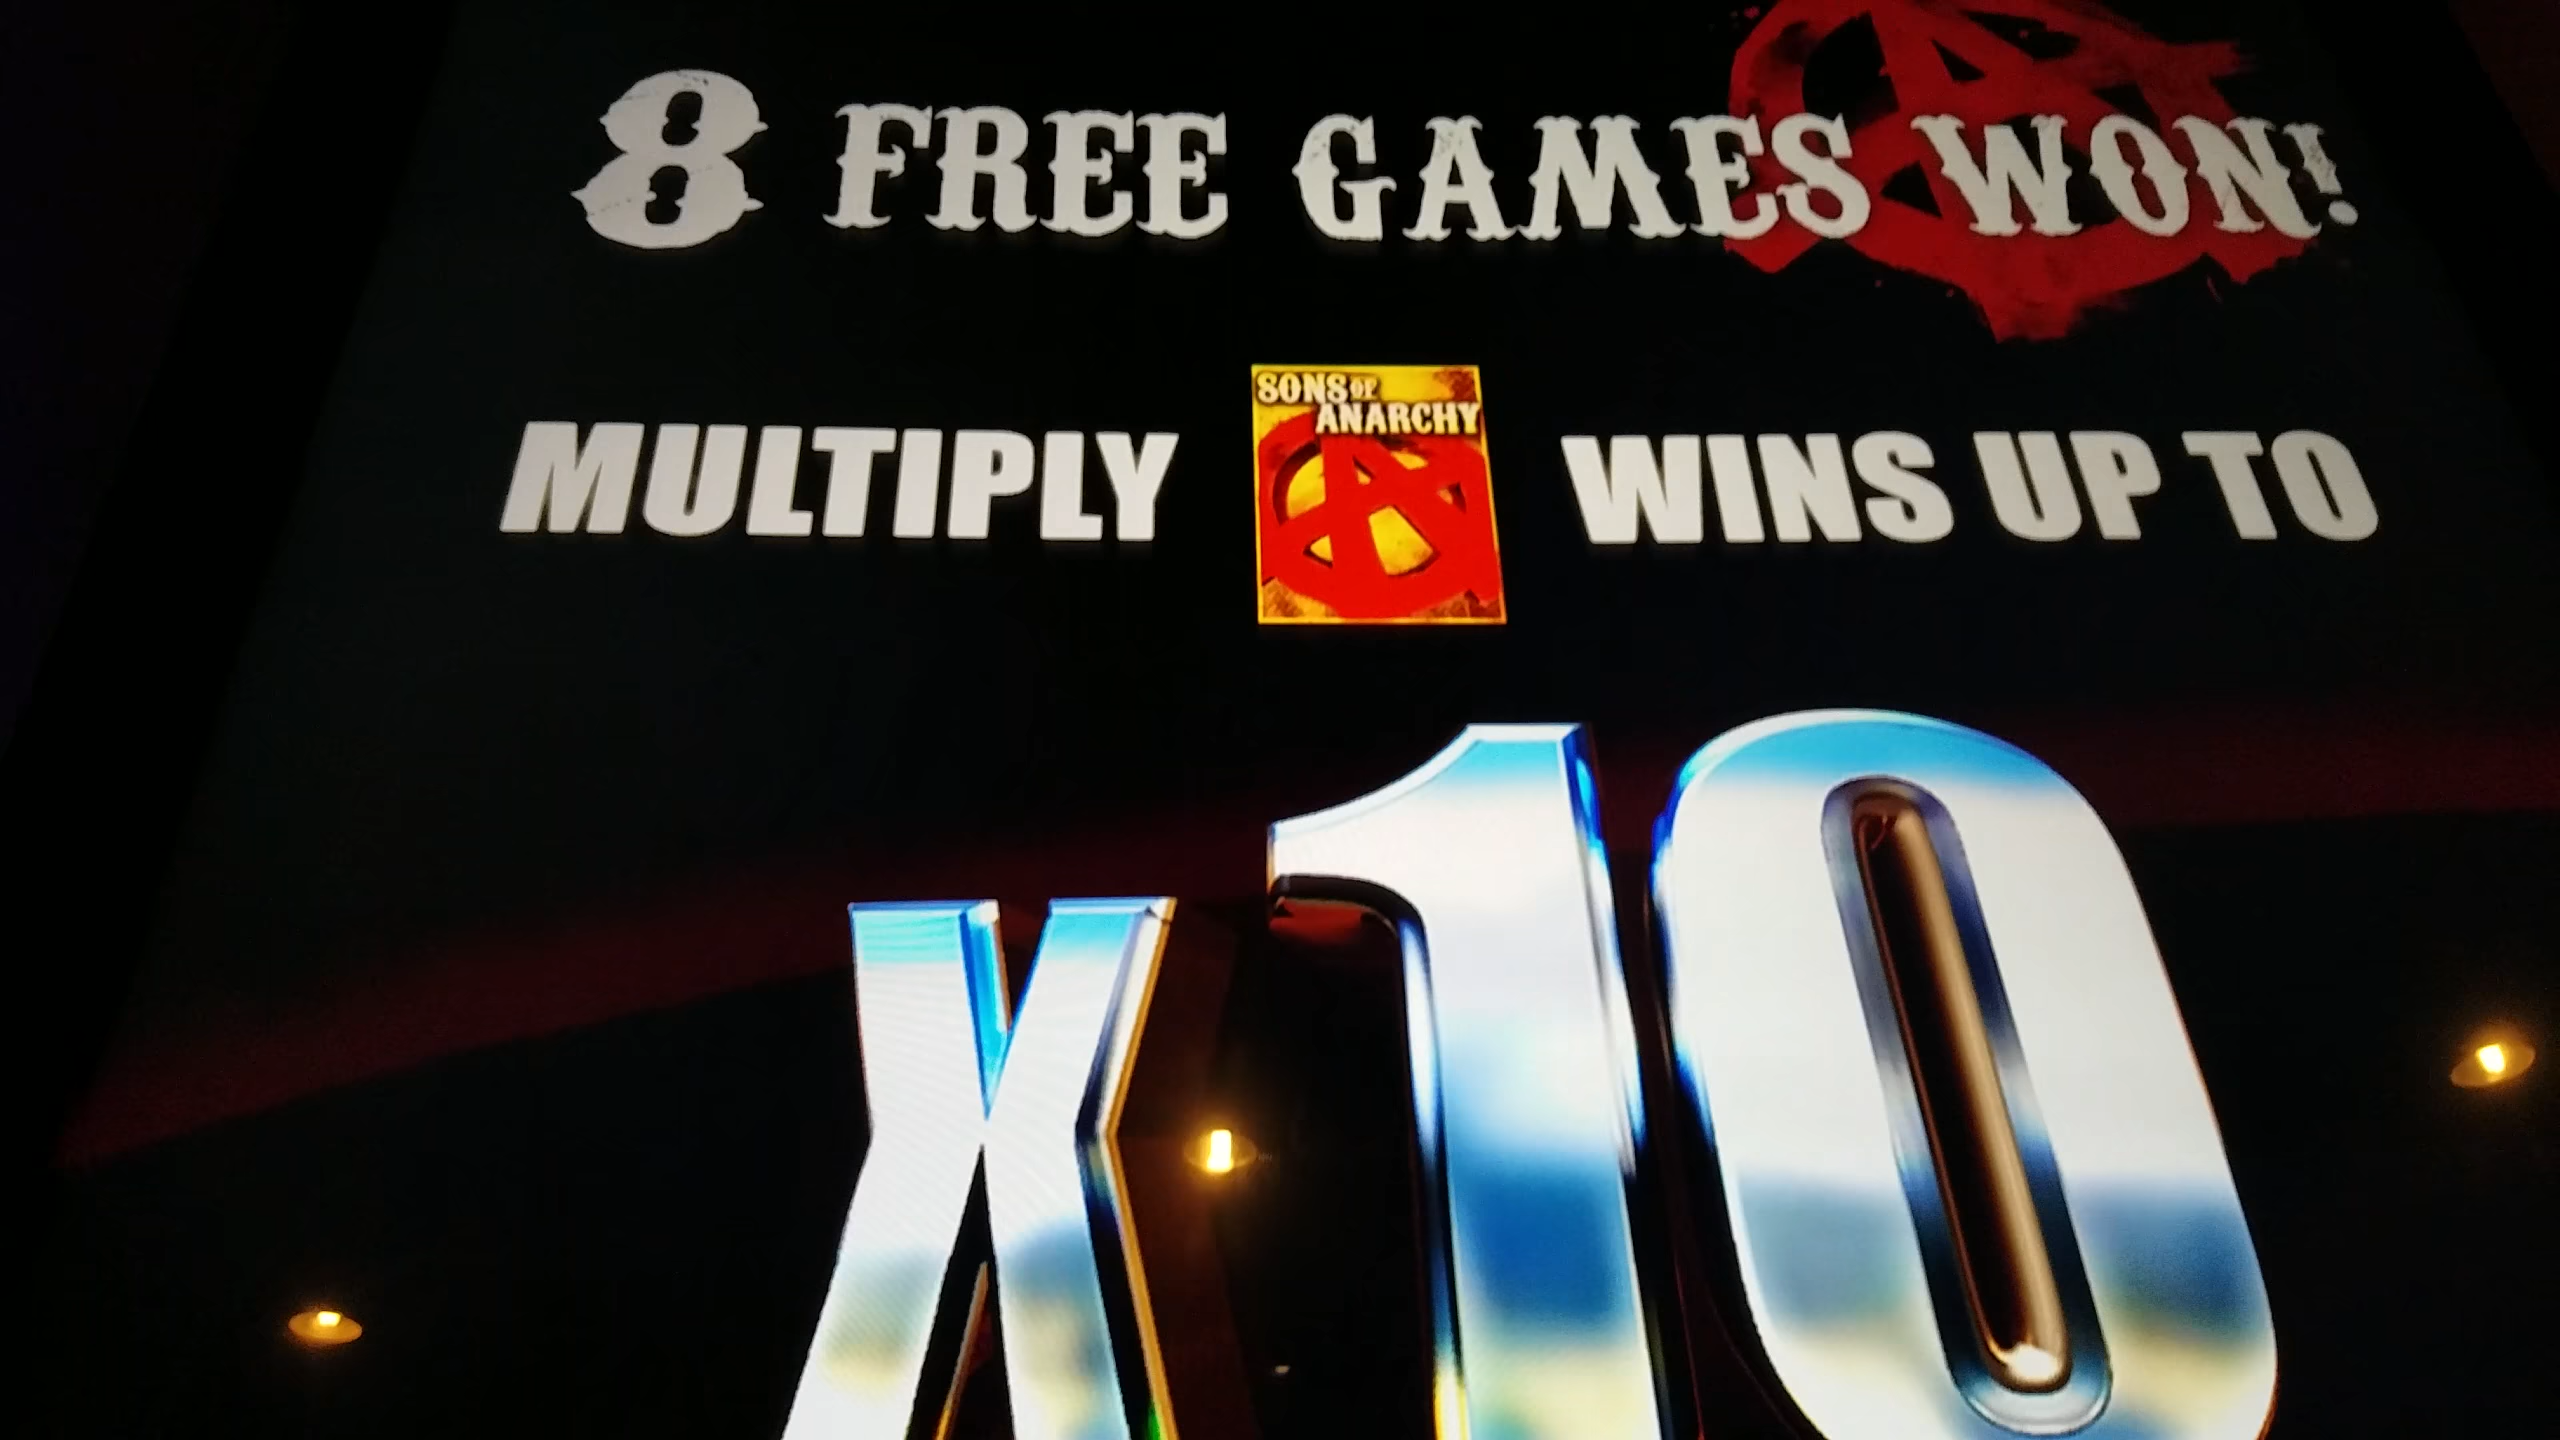 8 FREE GAMES WON!
MULTIPLY
SONS OF
ANARCHY
WINS UP TO
X10